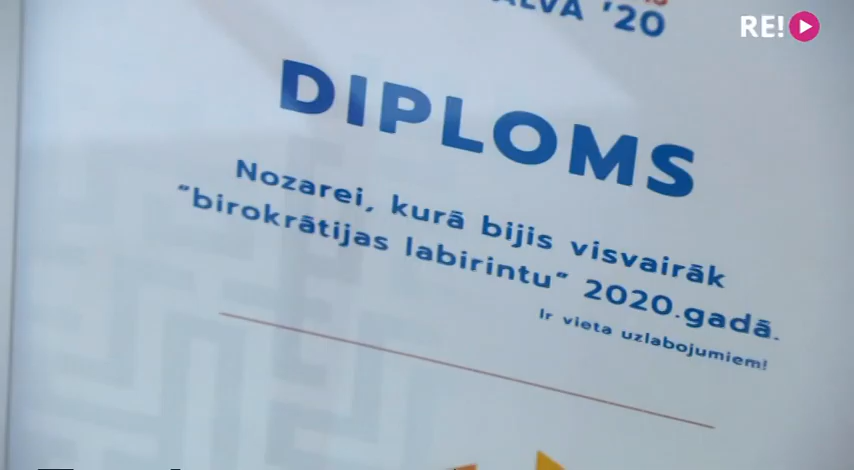 RE!
'20
DIPLOMS
Nozarei, kurā bijis visvairāk
“birokrātijas labirintu” 2020.gadā.
Ir vieta uzlabojumiem!